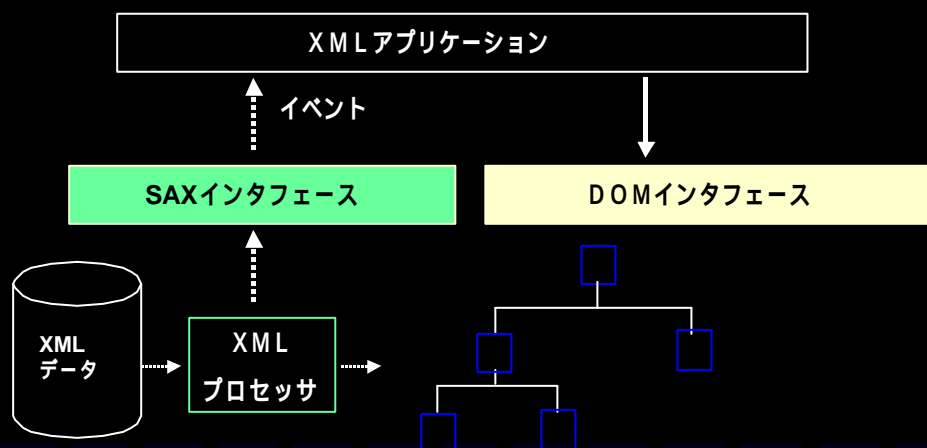 ＸＭＬアプリケーション
イベント
SAXインタフェース
ＤＯＭインタフェース
XML
データ
ＸＭＬ
プロセッサ